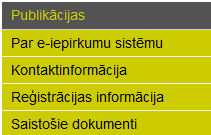 Publikācijas
Par e-iepirkumu sistēmu
Kontaktinformācija
Reģistrācijas informācija
Saistošie dokumenti